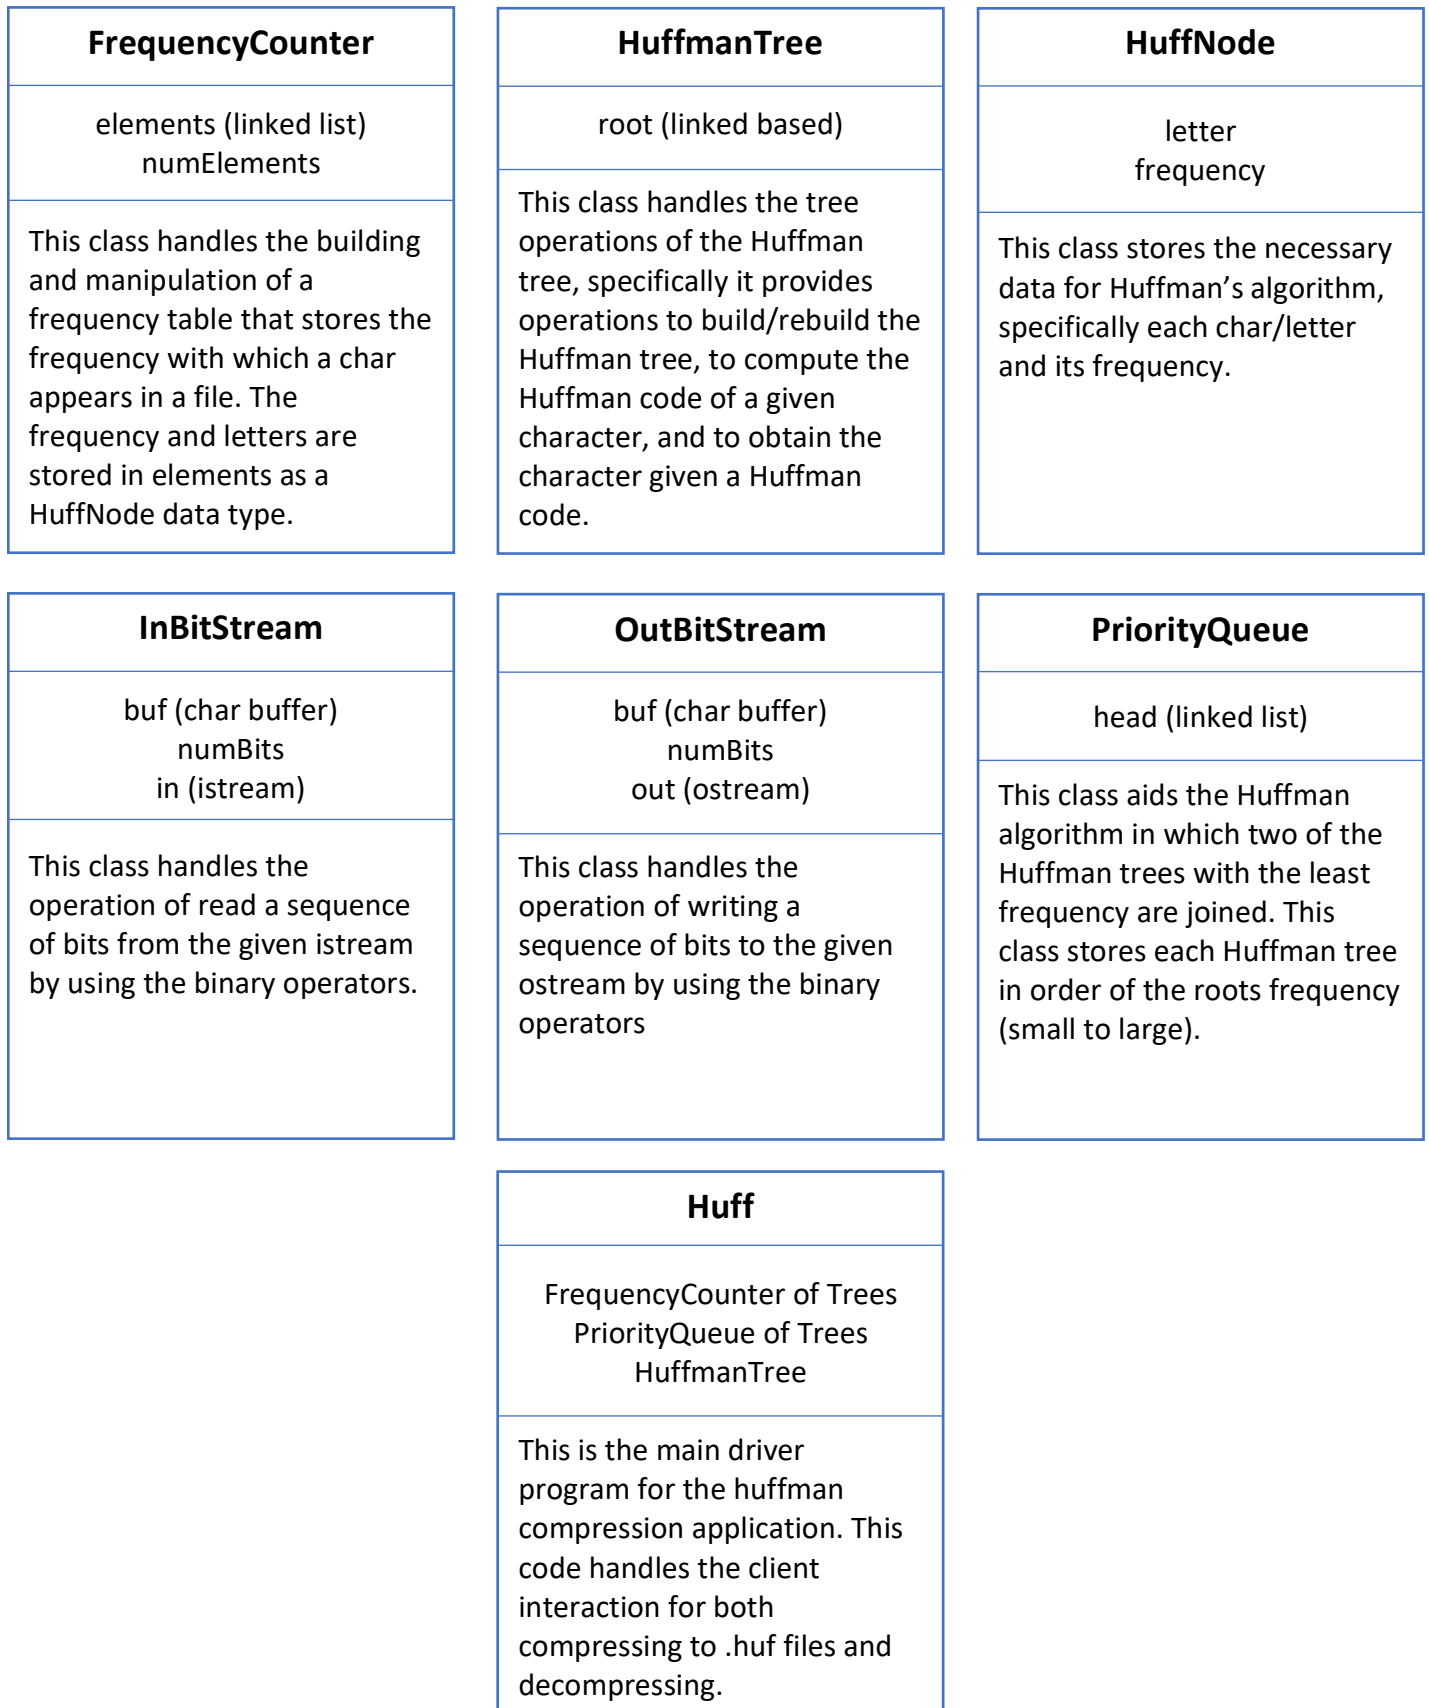 FrequencyCounter
elements (linked list)
numElements
This class handles the building
and manipulation of a
frequency table that stores the
frequency with which a char
appears in a file. The
frequency and letters are
stored in elements as a
HuffNode data type.
HuffmanTree
root (linked based)
This class handles the tree
operations of the Huffman
tree, specifically it provides
operations to build/rebuild the
Huffman tree, to compute the
Huffman code of a given
character, and to obtain the
character given a Huffman
code.
HuffNode
letter
frequency
This class stores the necessary
data for Huffman’s algorithm,
specifically each char/letter
and its frequency.
InBitStream
buf (char buffer)
numBits
in (istream)
This class handles the
operation of read a sequence
of bits from the given istream
by using the binary operators.
OutBitStream
buf (char buffer)
numBits
out (ostream)
This class handles the
operation of writing a
sequence of bits to the given
ostream by using the binary
operators
PriorityQueue
head (linked list)
This class aids the Huffman
algorithm in which two of the
Huffman trees with the least
frequency are joined. This
class stores each Huffman tree
in order of the roots frequency
(small to large).
Huff
FrequencyCounter of Trees
PriorityQueue of Trees
HuffmanTree
This is the main driver
program for the huffman
compression application. This
code handles the client
interaction for both
compressing to .huf files and
decompressing.